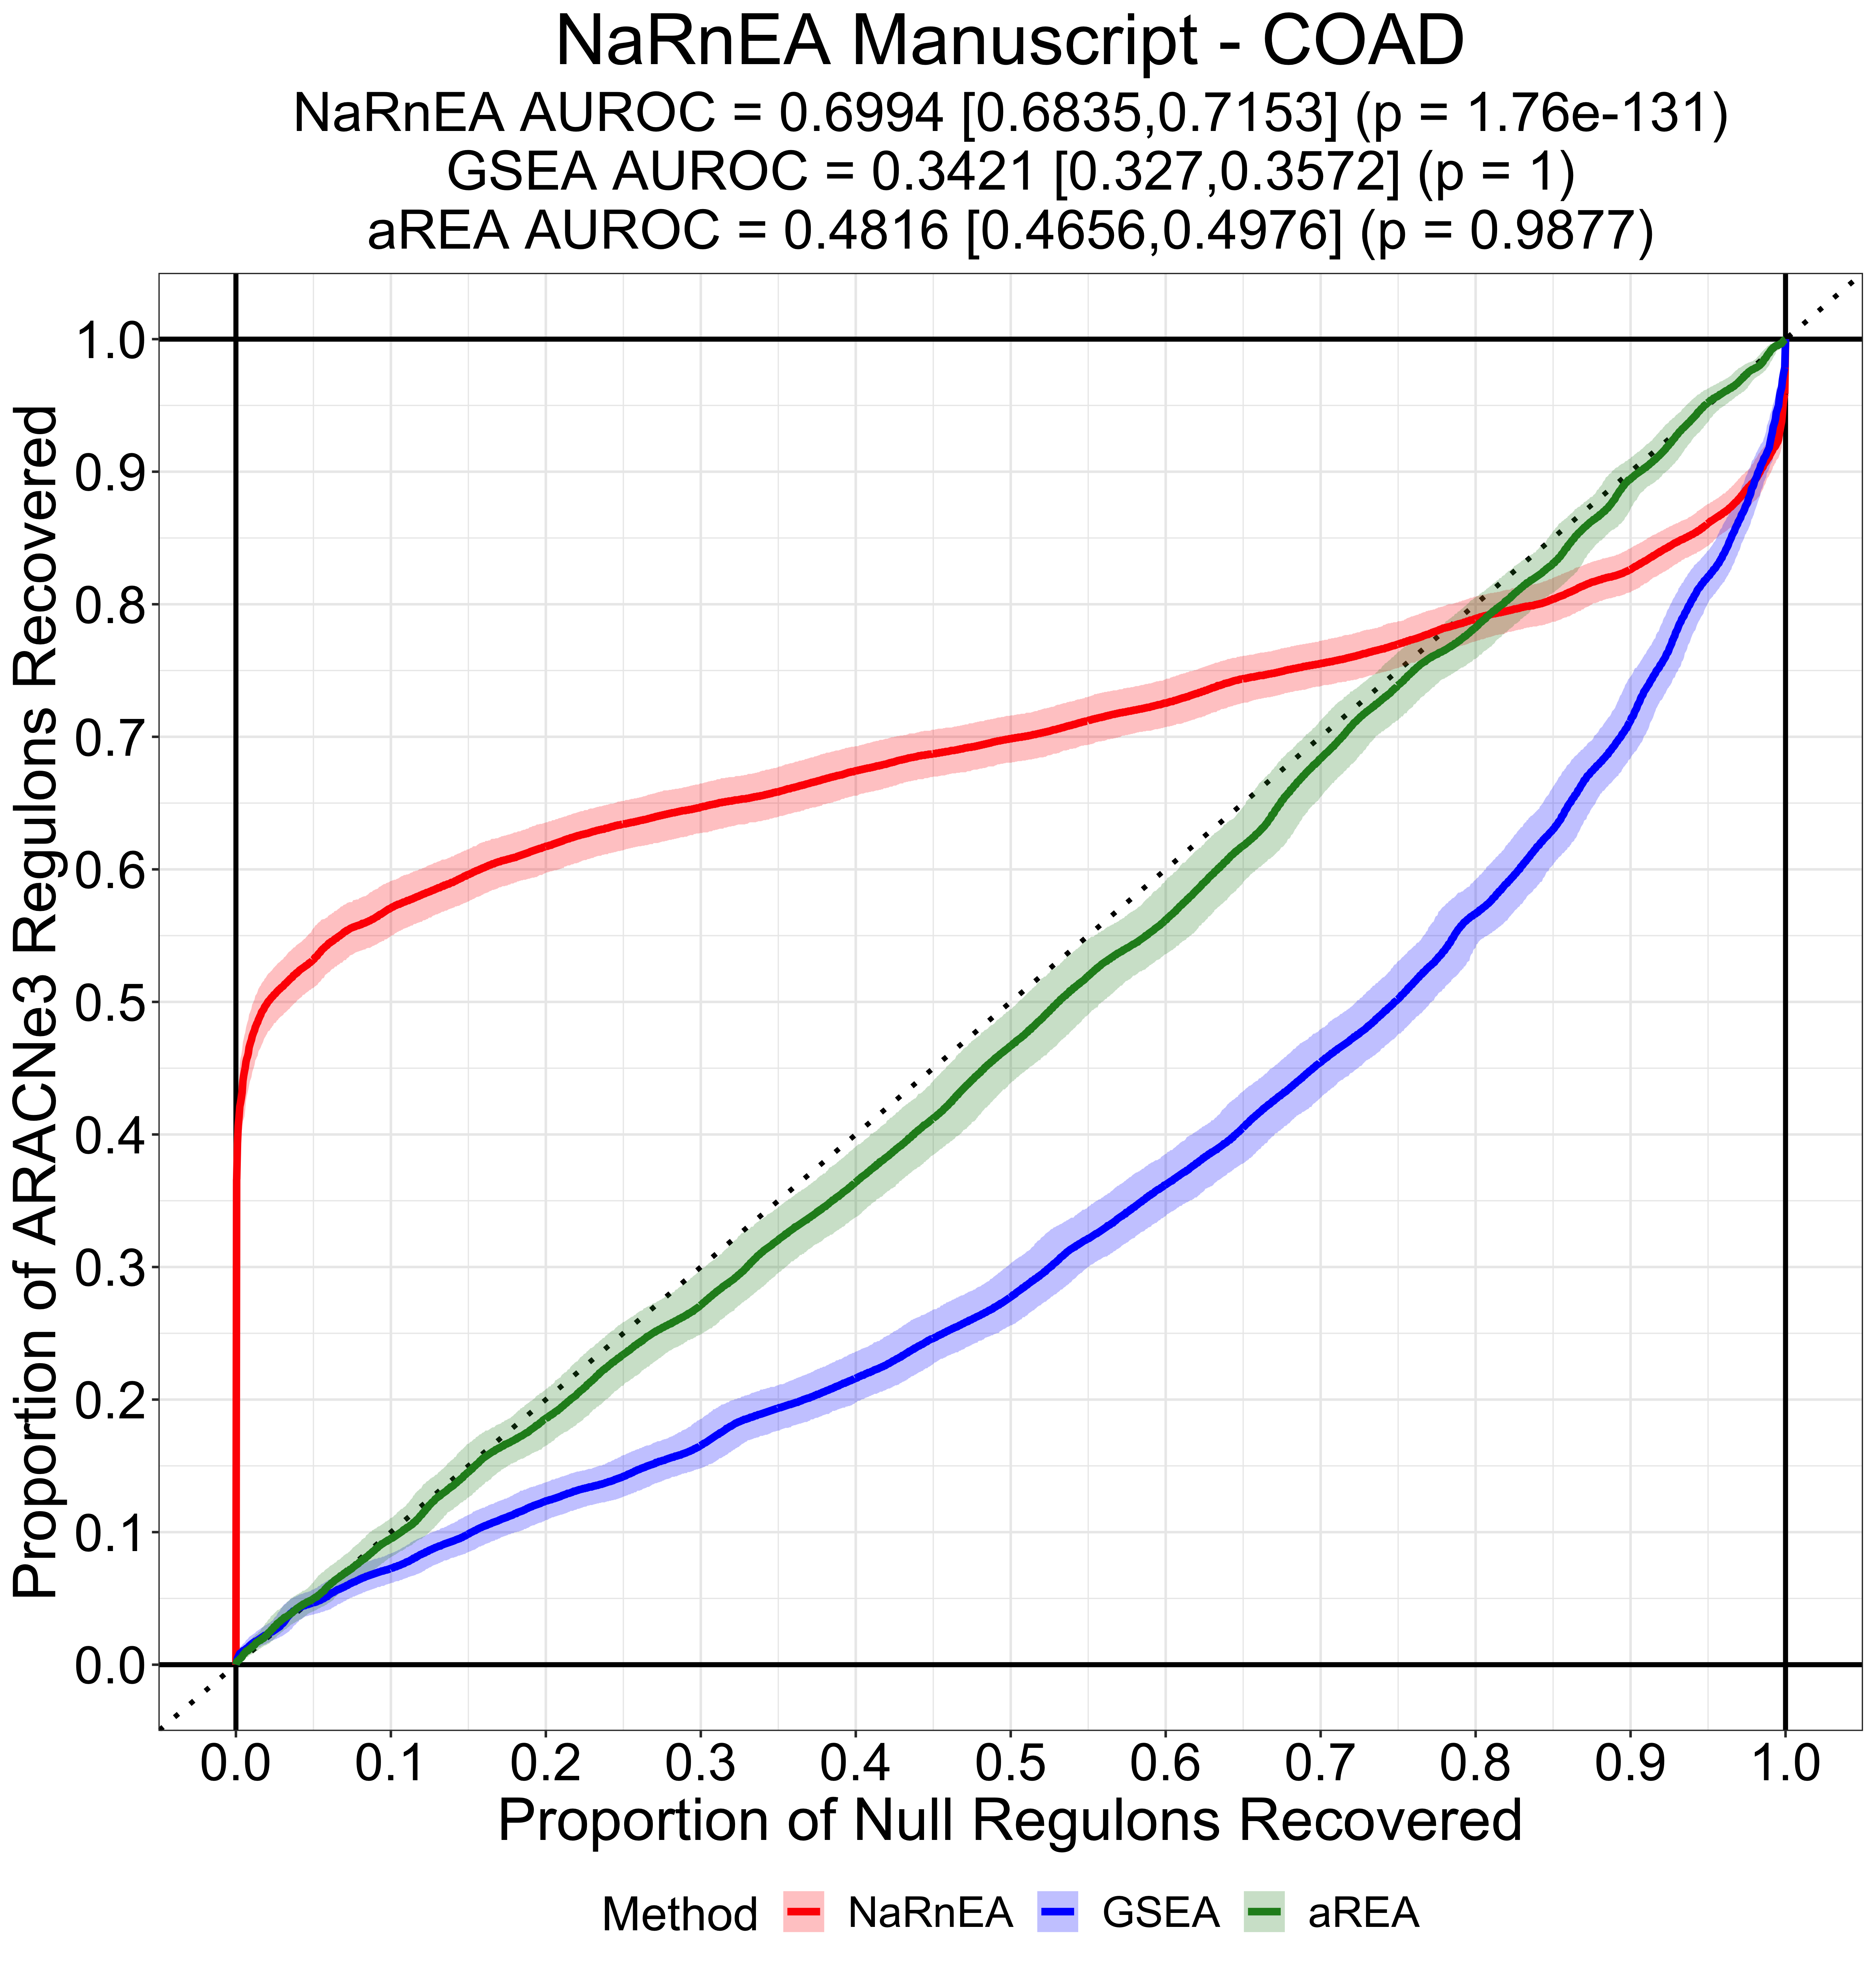 NaRnEA Manuscript - COAD
NaRnEA AUROC = 0.6994 [0.6835,0.7153] (p = 1.76e-131)
GSEA AUROC = 0.3421 [0.327,0.3572] (p = 1)
aREA AUROC = 0.4816 [0.4656,0.4976] (p = 0.9877)
Proportion of ARACNe3 Regulons Recovered
1.0
0.9
0.8
0.7
0.6
0.5
0.4
0.3
0.2
0.1
0.0
0.0 0.1 0.2 0.3 0.4 0.5 0.6 0.7 0.8 0.9 1.0
Proportion of Null Regulons Recovered
Method NaRnEA GSEA aREA